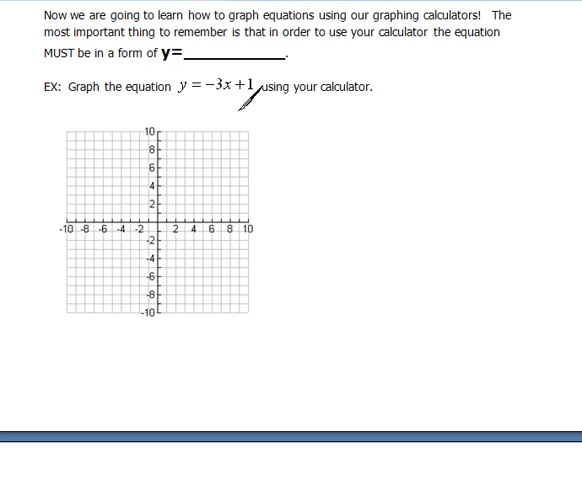 Now we are going to learn how to graph equations using our graphing calculators! The
most important thing to remember is that in order to use your calculator the equation
MUST be in a form of y=____________.
EX: Graph the equation y = −3x + 1 using your calculator.
10
8
6
4
2
-10 -8 -6 -4 -2 2 4 6 8 10
-2
-4
-6
-8
-10